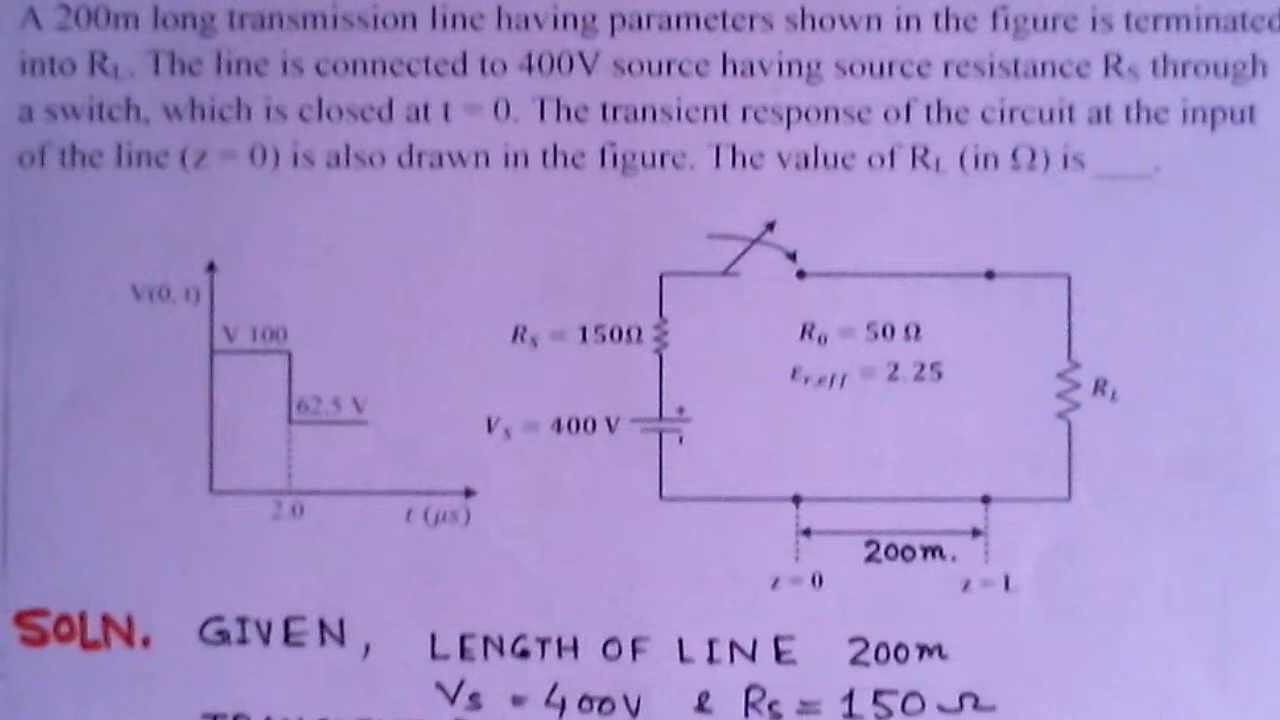 A 200m long transmission line having parameters shown in the figure is terminated
into R_L. The line is connected to 400V source having source resistance R_S through
a switch, which is closed at t = 0. The transient response of the circuit at the input
of the line (z = 0) is also drawn in the figure. The value of R_L (in Ω) is ____.
V(0, t)
V 100
62.5 V
2.0
t (μs)
R_S = 150Ω
V_S = 400 V
R_0 = 50 Ω
ε_r,eff = 2.25
R_L
200m.
z = 0
z = L
SOLN. GIVEN, LENGTH OF LINE 200m
Vs = 400V & Rs = 150Ω